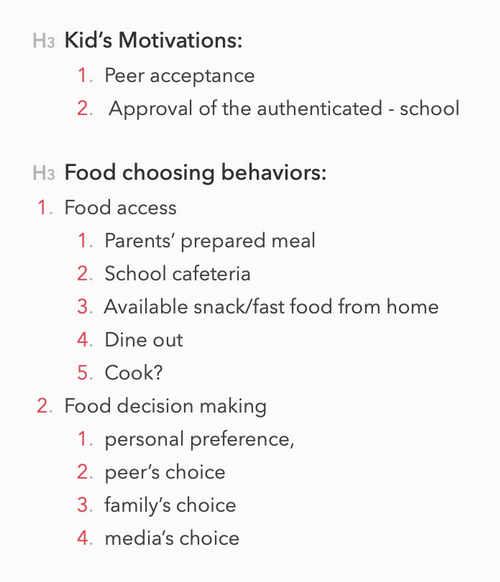 H3 Kid’s Motivations:
1. Peer acceptance
2. Approval of the authenticated - school
H3 Food choosing behaviors:
1. Food access
1. Parents’ prepared meal
2. School cafeteria
3. Available snack/fast food from home
4. Dine out
5. Cook?
2. Food decision making
1. personal preference,
2. peer’s choice
3. family’s choice
4. media’s choice